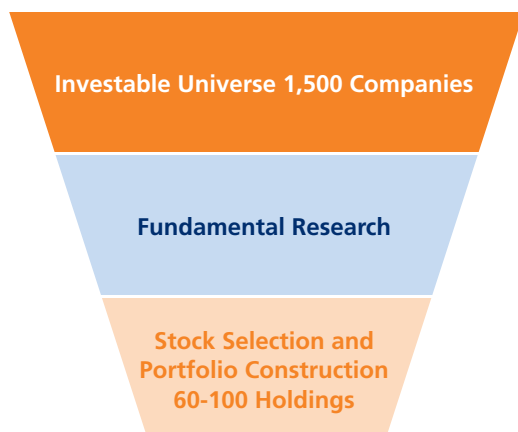 Investable Universe 1,500 Companies
Fundamental Research
Stock Selection and
Portfolio Construction
60-100 Holdings